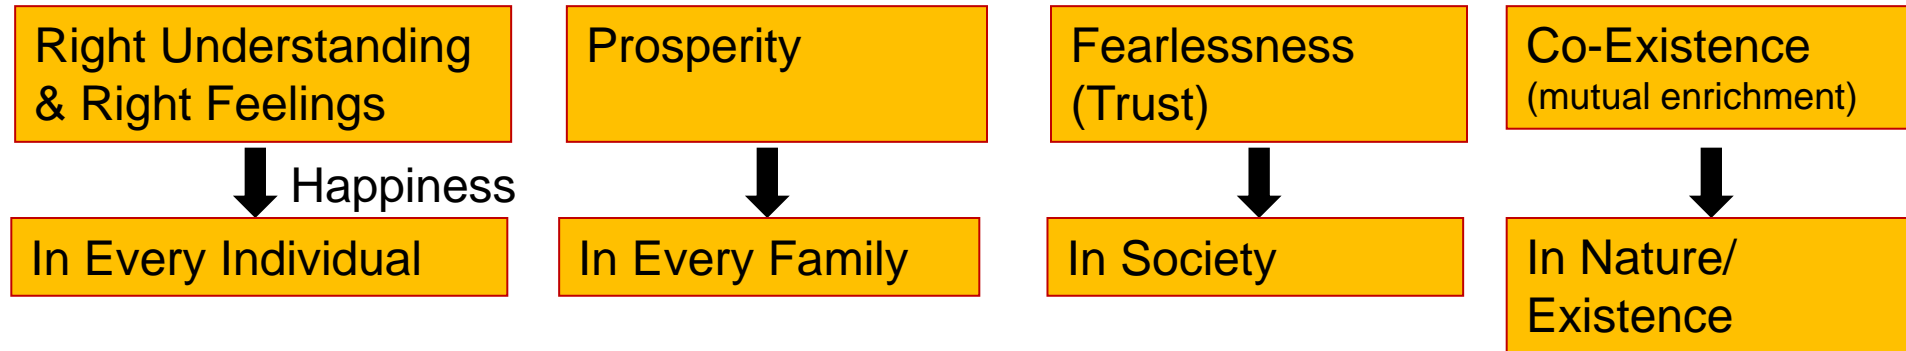 Right Understanding
& Right Feelings
Happiness
In Every Individual
Prosperity
In Every Family
Fearlessness
(Trust)
In Society
Co-Existence
(mutual enrichment)
In Nature/
Existence